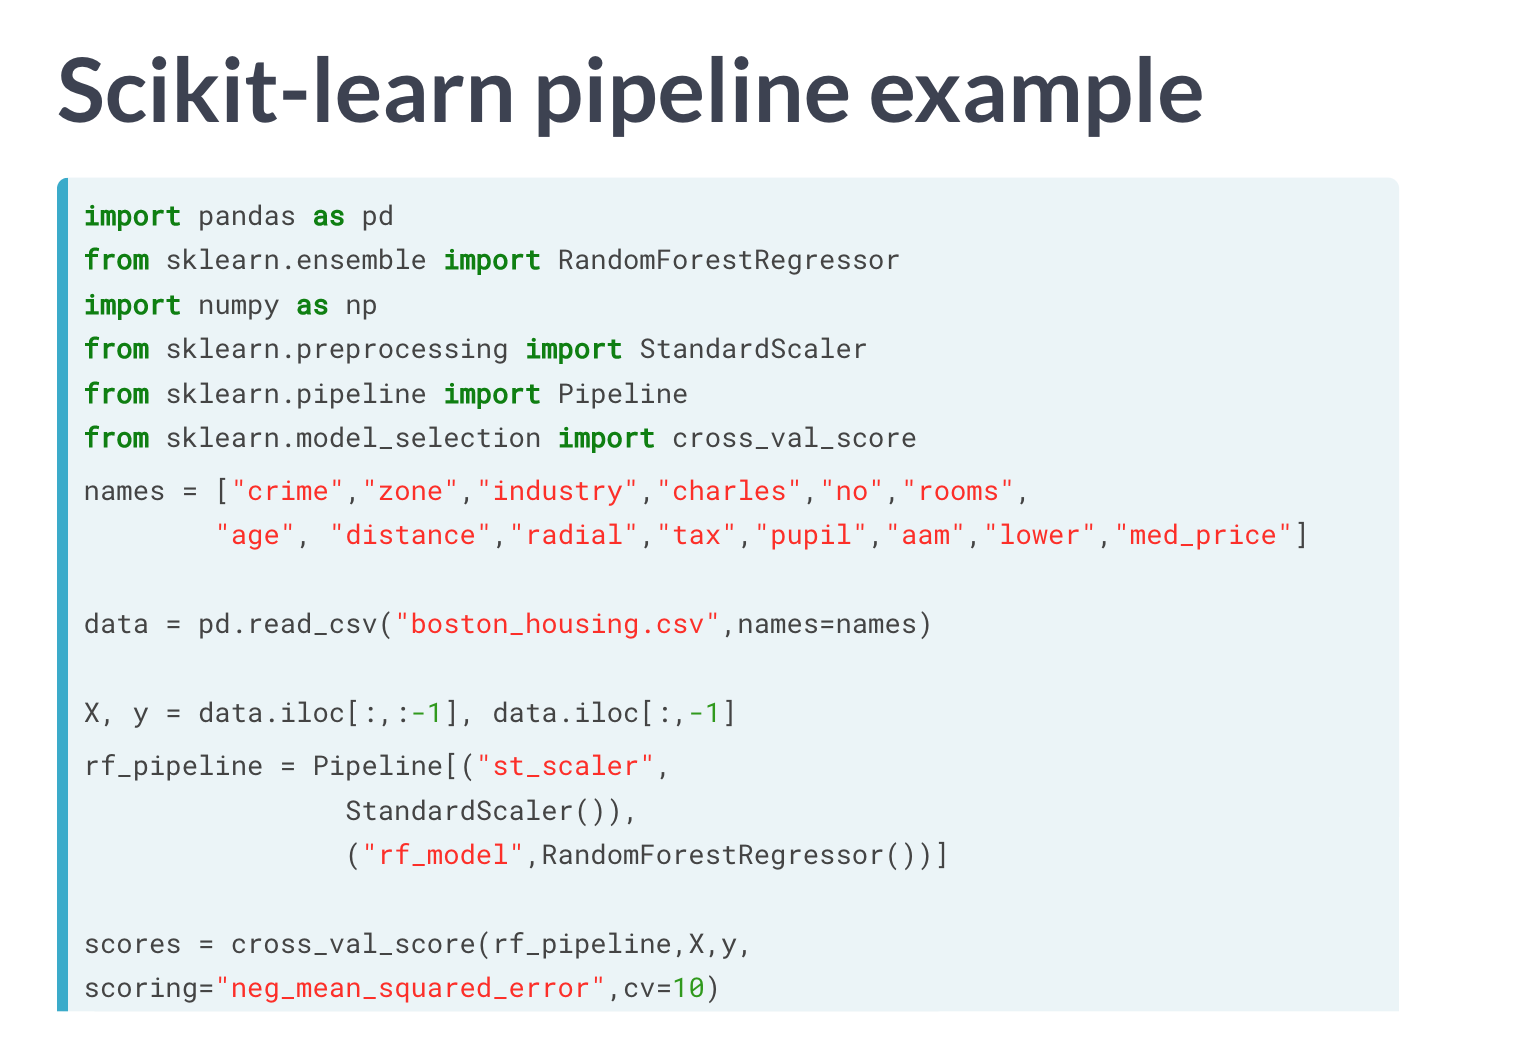 Scikit-learn pipeline example
import pandas as pd
from sklearn.ensemble import RandomForestRegressor
import numpy as np
from sklearn.preprocessing import StandardScaler
from sklearn.pipeline import Pipeline
from sklearn.model_selection import cross_val_score
names = ["crime","zone","industry","charles","no","rooms",
        "age", "distance","radial","tax","pupil","aam","lower","med_price"]
data = pd.read_csv("boston_housing.csv",names=names)
X, y = data.iloc[:,:-1], data.iloc[:,-1]
rf_pipeline = Pipeline[("st_scaler",
                StandardScaler()),
                ("rf_model",RandomForestRegressor())]
scores = cross_val_score(rf_pipeline,X,y,
scoring="neg_mean_squared_error",cv=10)